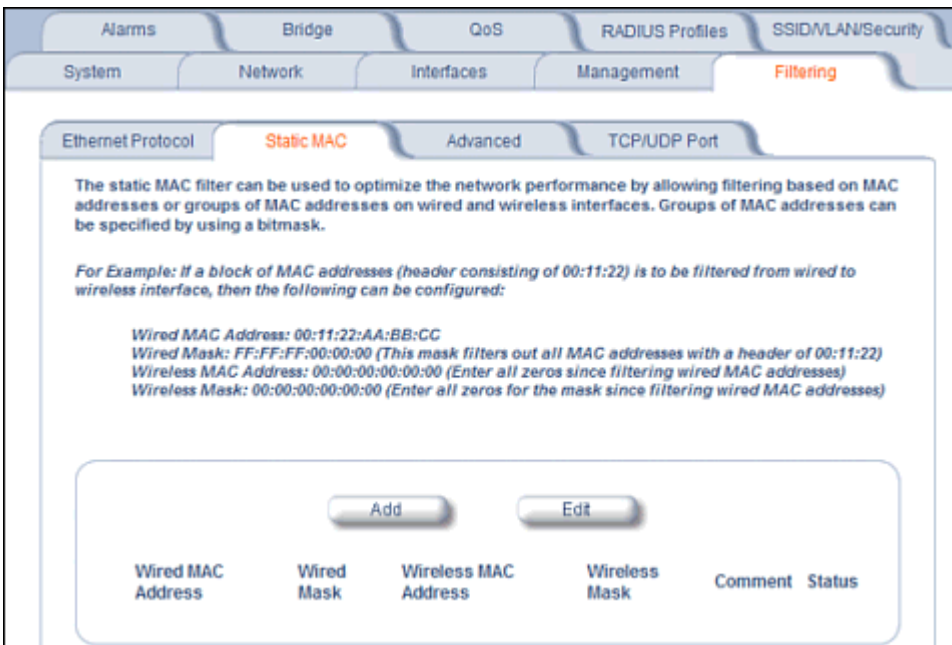 Alarms Bridge QoS RADIUS Profiles SSID/VLAN/Security
System Network Interfaces Management Filtering
Ethernet Protocol Static MAC Advanced TCP/UDP Port
The static MAC filter can be used to optimize the network performance by allowing filtering based on MAC
addresses or groups of MAC addresses on wired and wireless interfaces. Groups of MAC addresses can
be specified by using a bitmask.
For Example: If a block of MAC addresses (header consisting of 00:11:22) is to be filtered from wired to
wireless interface, then the following can be configured:
Wired MAC Address: 00:11:22:AA:BB:CC
Wired Mask: FF:FF:FF:00:00:00 (This mask filters out all MAC addresses with a header of 00:11:22)
Wireless MAC Address: 00:00:00:00:00:00 (Enter all zeros since filtering wired MAC addresses)
Wireless Mask: 00:00:00:00:00:00 (Enter all zeros for the mask since filtering wired MAC addresses)
Add Edit
Wired MAC Address Wired Mask Wireless MAC Address Wireless Mask Comment Status